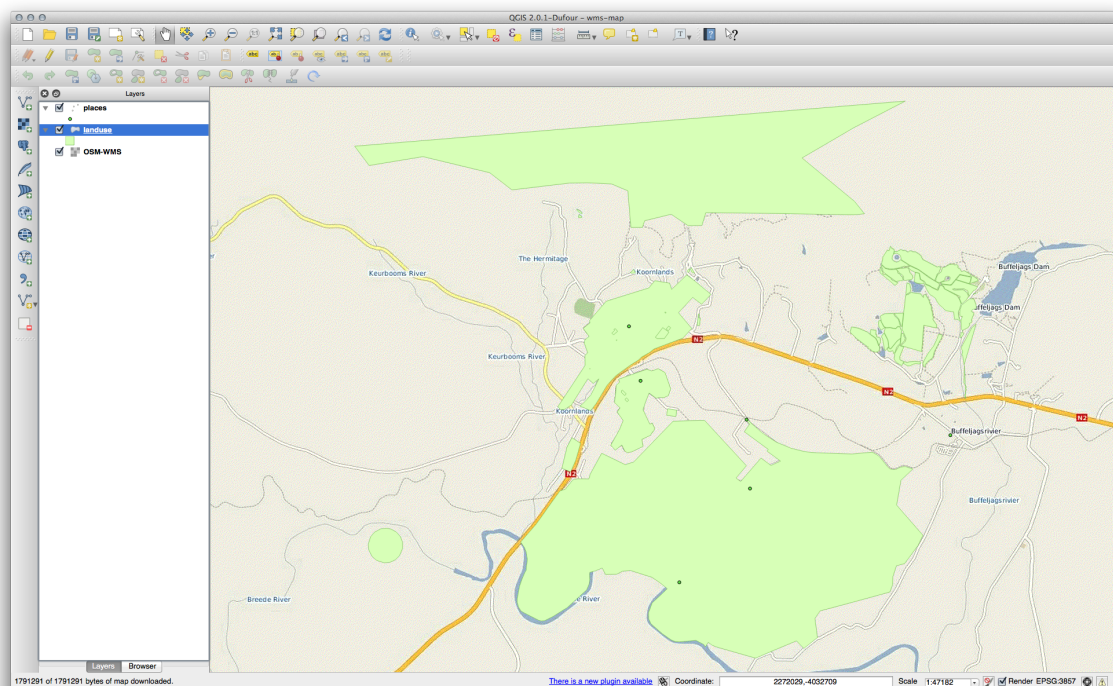 QGIS 2.0.1-Dufour - wms-map
Layers
places
landuse
OSM-WMS
Buffeljags Dam
The Hermitage
Koornlands
Keurbooms River
uffeljags Dam
N2
Keurbooms River
N2
Koornlands
N2
Buffeljagsrivier
N2
Buffeljagsrivier
Breede River
e River
Layers
Browser
1791291 of 1791291 bytes of map downloaded.
There is a new plugin available
Coordinate:
2272029,-4032709
Scale
1:47182
Render
EPSG:3857